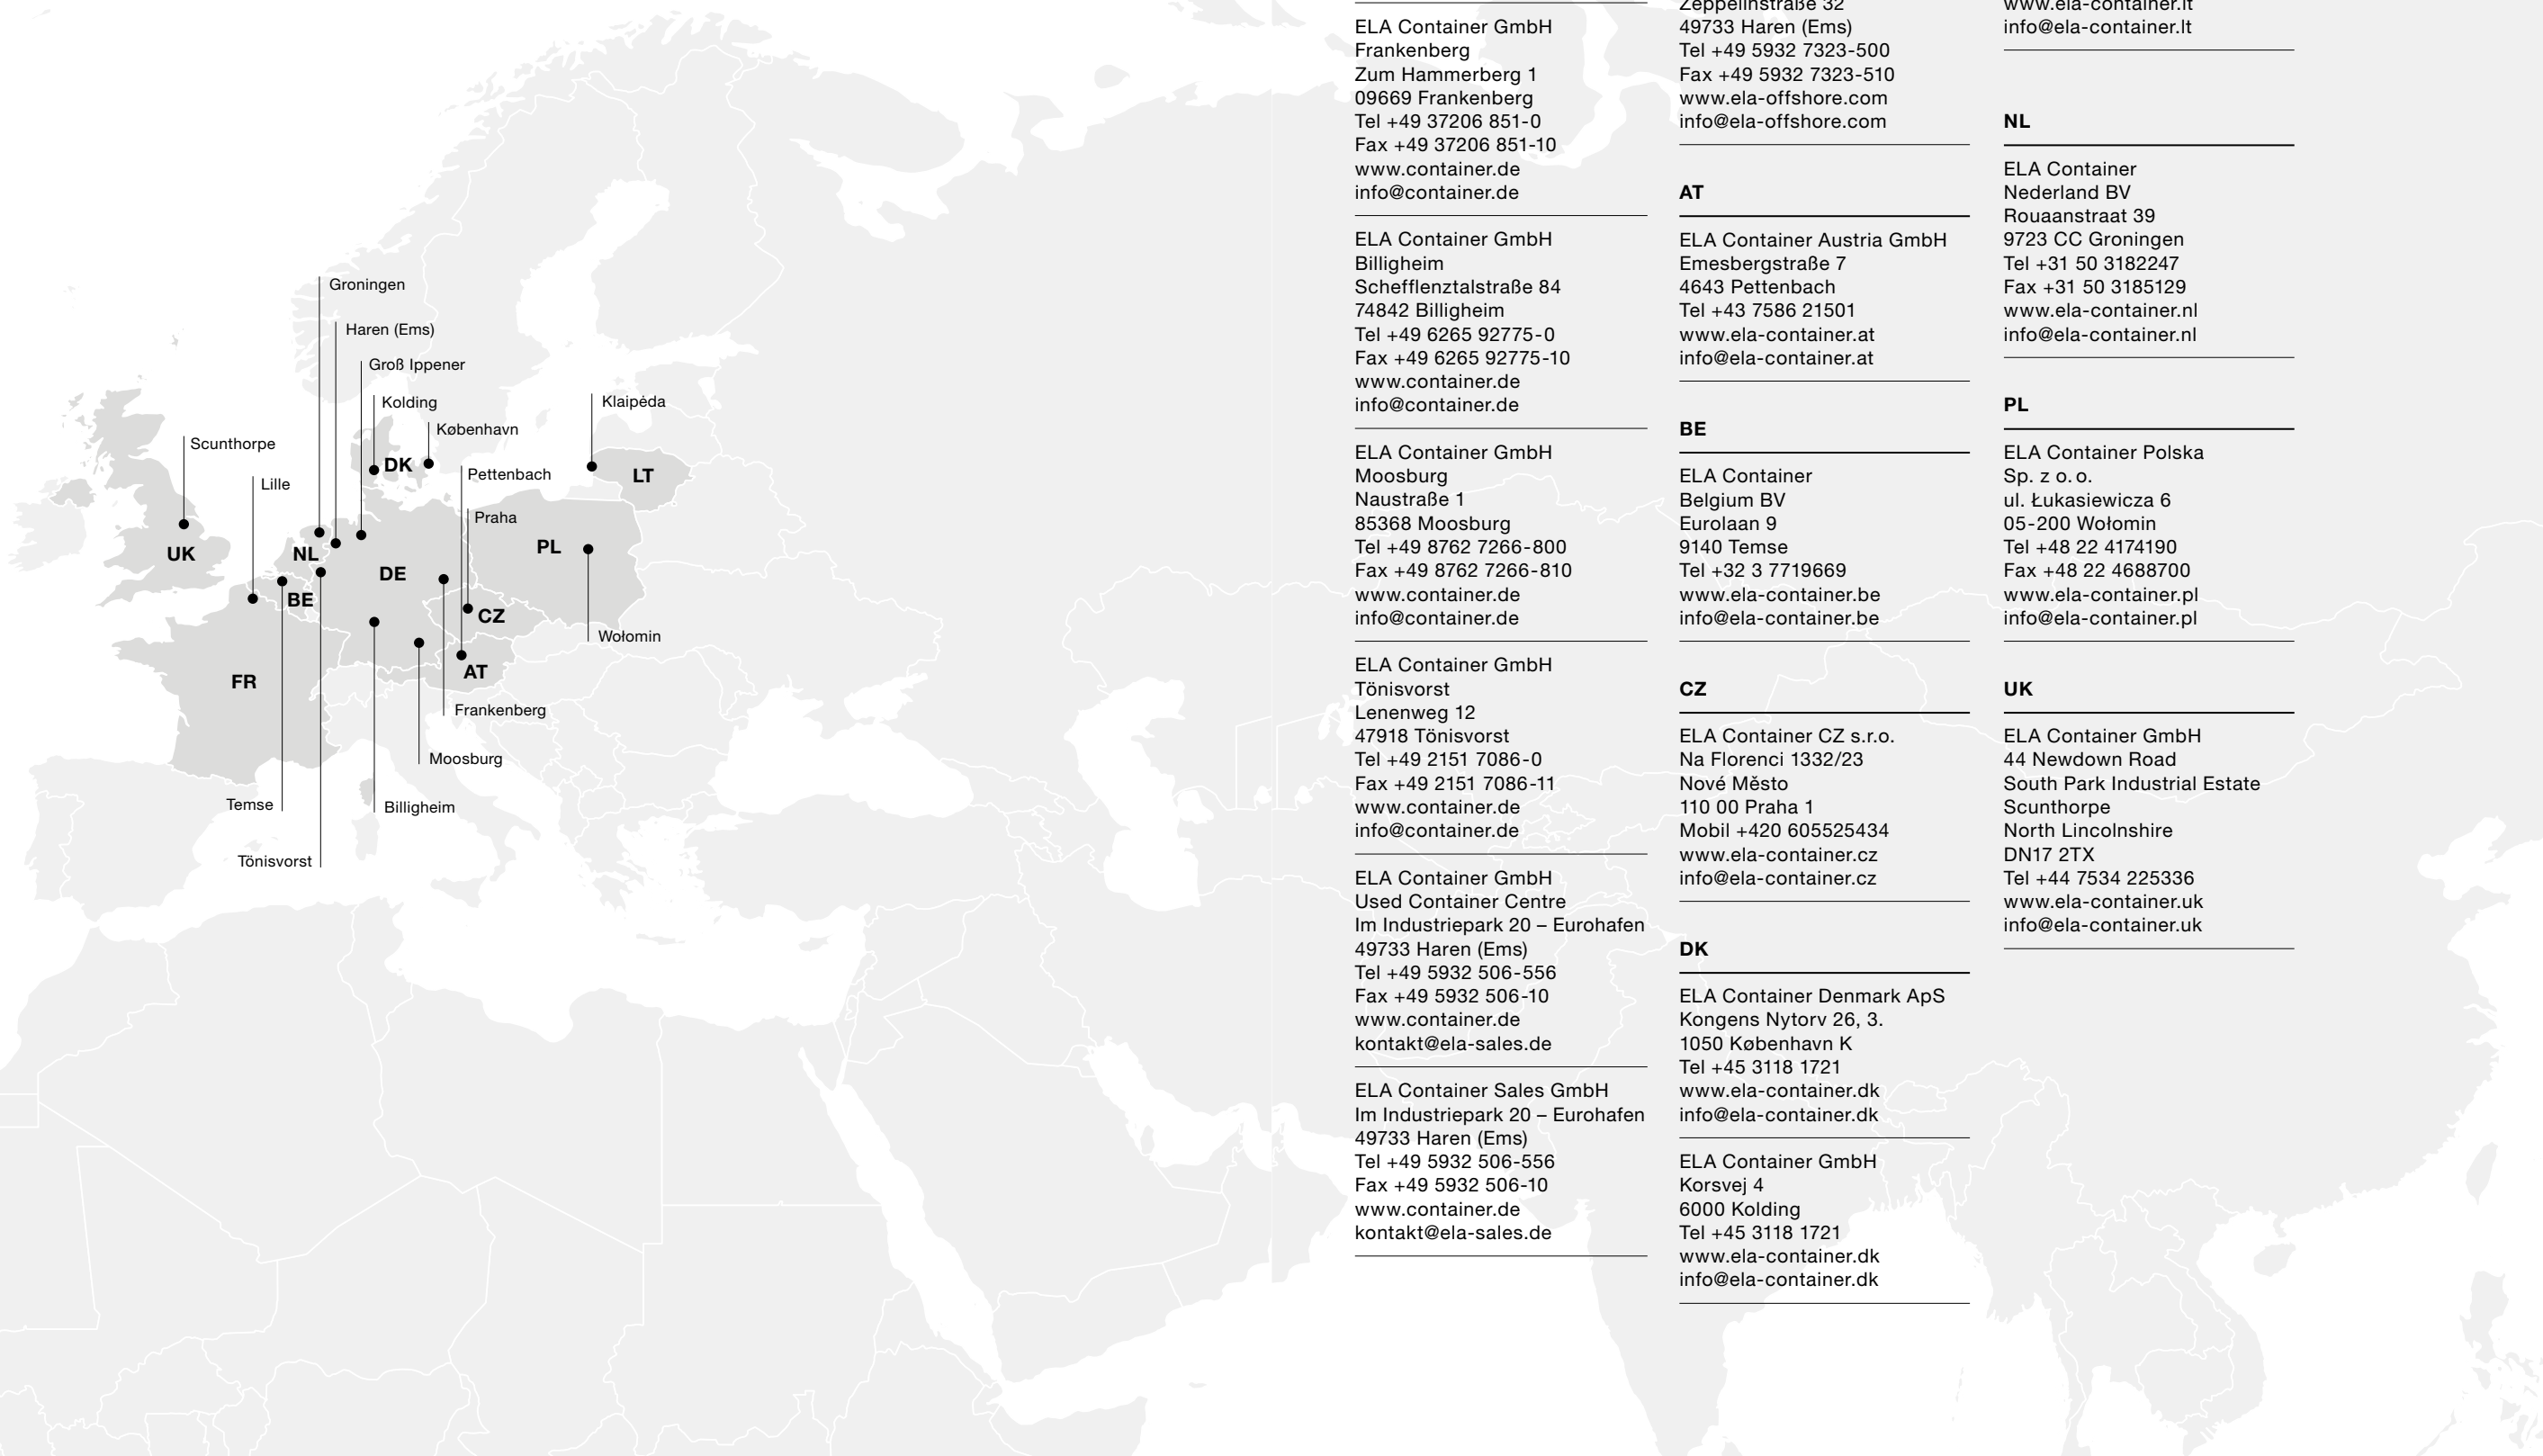 Groningen
Haren (Ems)
Groß Ippener
Kolding
København
Klaipéda
Scunthorpe
Lille
Pettenbach
Praha
DK
LT
UK
NL
PL
DE
BE
CZ
Wołomin
AT
FR
Frankenberg
Moosburg
Temse
Billigheim
Tönisvorst
ELA Container GmbH
Frankenberg
Zum Hammerberg 1
09669 Frankenberg
Tel +49 37206 851-0
Fax +49 37206 851-10
www.container.de
info@container.de
ELA Container GmbH
Billigheim
Schefflenztalstraße 84
74842 Billigheim
Tel +49 6265 92775-0
Fax +49 6265 92775-10
www.container.de
info@container.de
ELA Container GmbH
Moosburg
Naustraße 1
85368 Moosburg
Tel +49 8762 7266-800
Fax +49 8762 7266-810
www.container.de
info@container.de
ELA Container GmbH
Tönisvorst
Lenenweg 12
47918 Tönisvorst
Tel +49 2151 7086-0
Fax +49 2151 7086-11
www.container.de
info@container.de
ELA Container GmbH
Used Container Centre
Im Industriepark 20 – Eurohafen
49733 Haren (Ems)
Tel +49 5932 506-556
Fax +49 5932 506-10
www.container.de
kontakt@ela-sales.de
ELA Container Sales GmbH
Im Industriepark 20 – Eurohafen
49733 Haren (Ems)
Tel +49 5932 506-556
Fax +49 5932 506-10
www.container.de
kontakt@ela-sales.de
Zeppelinstraße 32
49733 Haren (Ems)
Tel +49 5932 7323-500
Fax +49 5932 7323-510
www.ela-offshore.com
info@ela-offshore.com
AT
ELA Container Austria GmbH
Emesbergstraße 7
4643 Pettenbach
Tel +43 7586 21501
www.ela-container.at
info@ela-container.at
BE
ELA Container
Belgium BV
Eurolaan 9
9140 Temse
Tel +32 3 7719669
www.ela-container.be
info@ela-container.be
CZ
ELA Container CZ s.r.o.
Na Florenci 1332/23
Nové Město
110 00 Praha 1
Mobil +420 605525434
www.ela-container.cz
info@ela-container.cz
DK
ELA Container Denmark ApS
Kongens Nytorv 26, 3.
1050 København K
Tel +45 3118 1721
www.ela-container.dk
info@ela-container.dk
ELA Container GmbH
Korsvej 4
6000 Kolding
Tel +45 3118 1721
www.ela-container.dk
info@ela-container.dk
www.ela-container.lt
info@ela-container.lt
NL
ELA Container
Nederland BV
Rouaanstraat 39
9723 CC Groningen
Tel +31 50 3182247
Fax +31 50 3185129
www.ela-container.nl
info@ela-container.nl
PL
ELA Container Polska
Sp. z o. o.
ul. Łukasiewicza 6
05-200 Wołomin
Tel +48 22 4174190
Fax +48 22 4688700
www.ela-container.pl
info@ela-container.pl
UK
ELA Container GmbH
44 Newdown Road
South Park Industrial Estate
Scunthorpe
North Lincolnshire
DN17 2TX
Tel +44 7534 225336
www.ela-container.uk
info@ela-container.uk